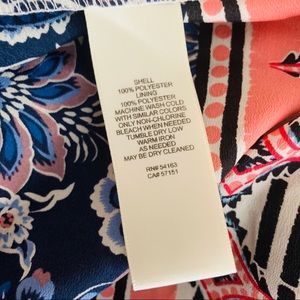 SHELL
100% POLYESTER
LINING
100% POLYESTER
MACHINE WASH COLD
WITH SIMILAR COLORS
ONLY NON-CHLORINE
BLEACH WHEN NEEDED
TUMBLE DRY LOW
WARM IRON
AS NEEDED
MAY BE DRY CLEANED
RN# 54163
CA# 57151